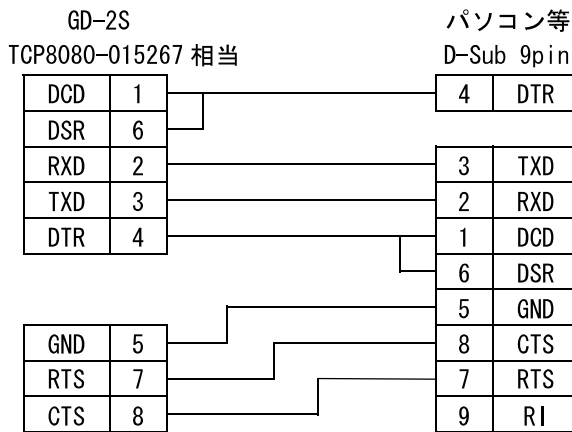 GD-2S パソコン等
TCP8080-015267 相当 D-Sub 9pin
DCD 1 4 DTR
DSR 6
RXD 2 3 TXD
TXD 3 2 RXD
DTR 4 1 DCD
6 DSR
5 GND
GND 5 8 CTS
RTS 7 7 RTS
CTS 8 9 RI